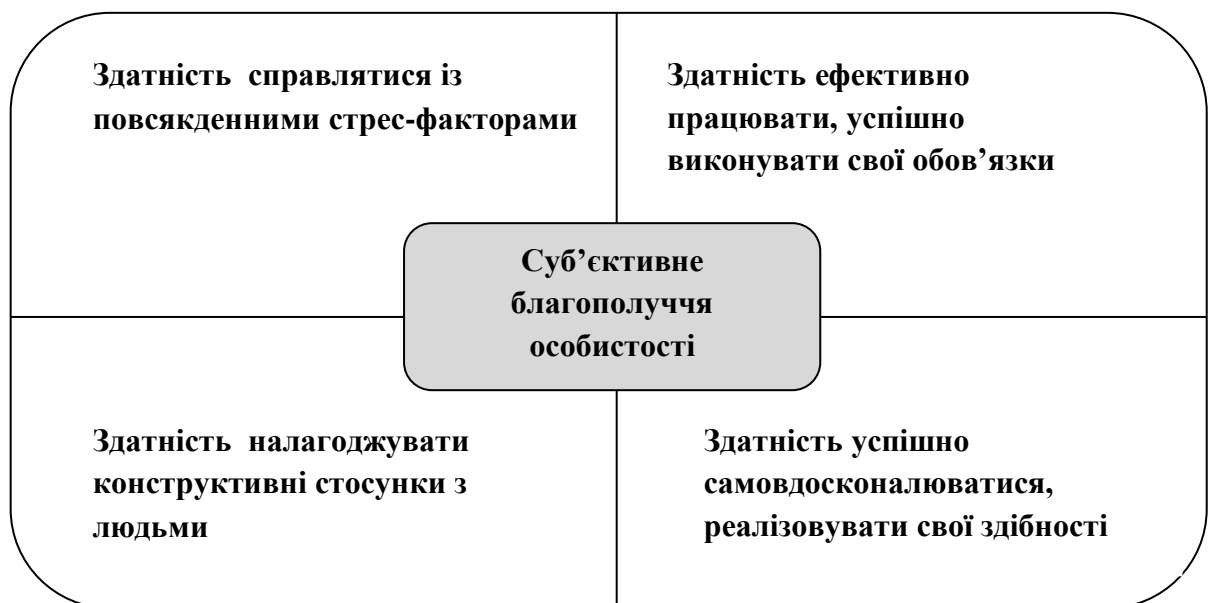 Здатність справлятися із
повсякденними стрес-факторами
Здатність ефективно
працювати, успішно
виконувати свої обов’язки
Суб’єктивне
благополуччя
особистості
Здатність налагоджувати
конструктивні стосунки з
людьми
Здатність успішно
самовдосконалюватися,
реалізовувати свої здібності